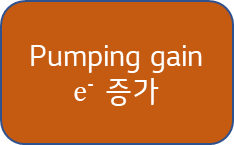 Pumping gain
e⁻ 증가